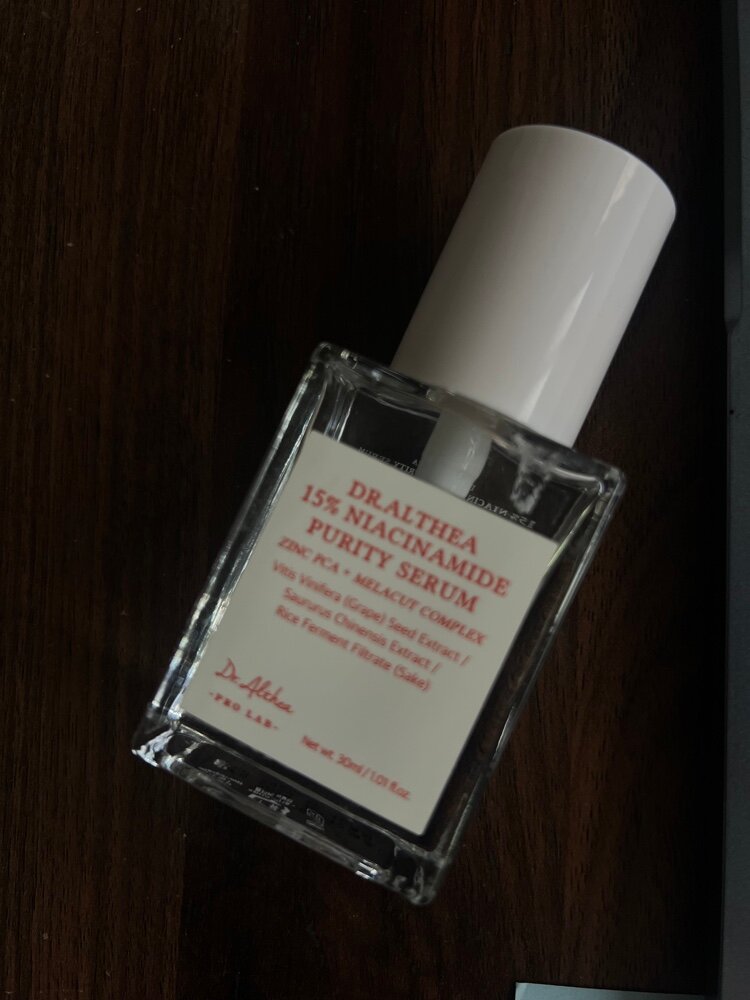 DR.ALTHEA
15% NIACINAMIDE
PURITY SERUM
ZINC PCA + MELACUT COMPLEX
Vitis Vinifera (Grape) Seed Extract /
Saururus Chinensis Extract /
Rice Ferment Filtrate (Sake)
Dr. Althea
-PRO LAB-
Net wt. 30ml / 1.01 fl.oz.